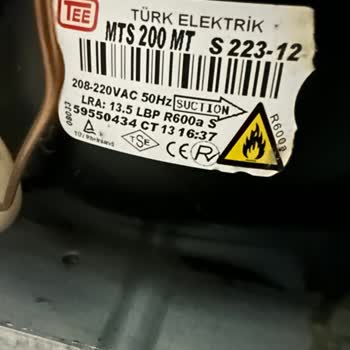 TEE
TÜRK ELEKTRİK
MTS 200 MT S 223-12
208-220VAC 50Hz SUCTION
LRA: 13.5 LBP R600a S
59550434 CT 13 16:37
08033
TSE
CE R
R600a